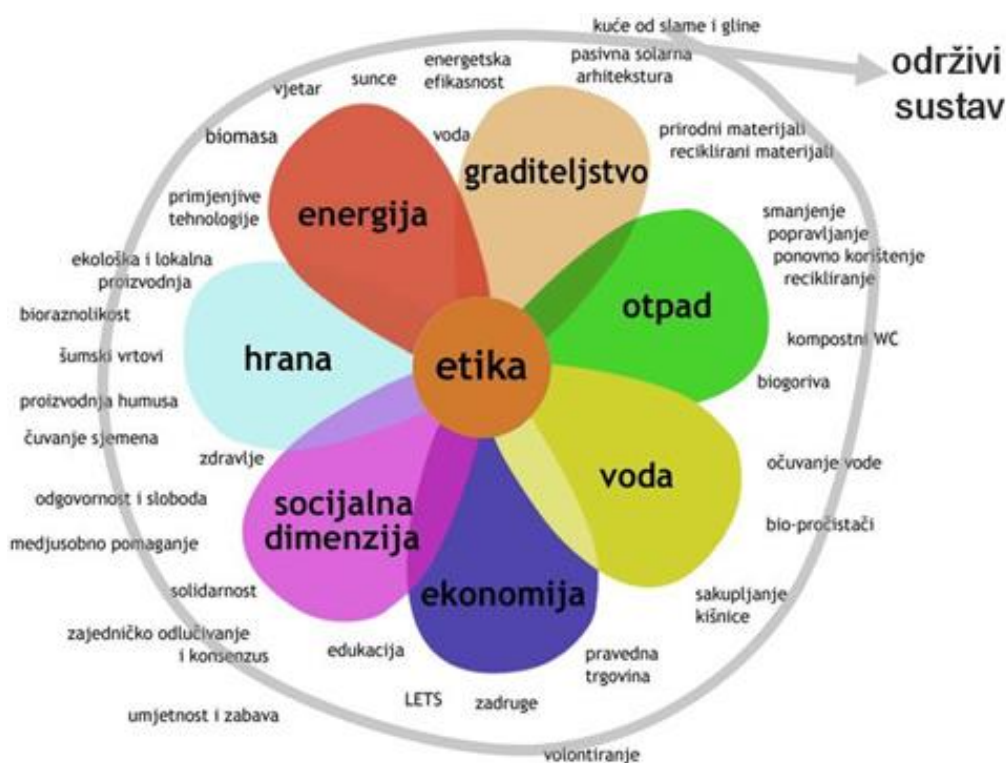 kuće od slame i gline
održivi
sustav
pasivna solarna
arhitektura
energetska
efikasnost
sunce
vjetar
biomasa
voda
prirodni materijali
reciklirani materijali
graditeljstvo
energija
primjenjive
tehnologije
smanjenje
popravljanje
ponovno korištenje
recikliranje
otpad
kompostni WC
biogoriva
ekološka i lokalna
proizvodnja
bioraznolikost
šumski vrtovi
proizvodnja humusa
čuvanje sjemena
hrana
etika
zdravlje
voda
očuvanje vode
bio-pročistači
sakupljanje
kišnice
odgovornost i sloboda
medjusobno pomaganje
socijalna
dimenzija
solidarnost
zajedničko odlučivanje
i konsenzus
umjetnost i zabava
ekonomija
edukacija
LETS
zadruge
pravedna
trgovina
volontiranje